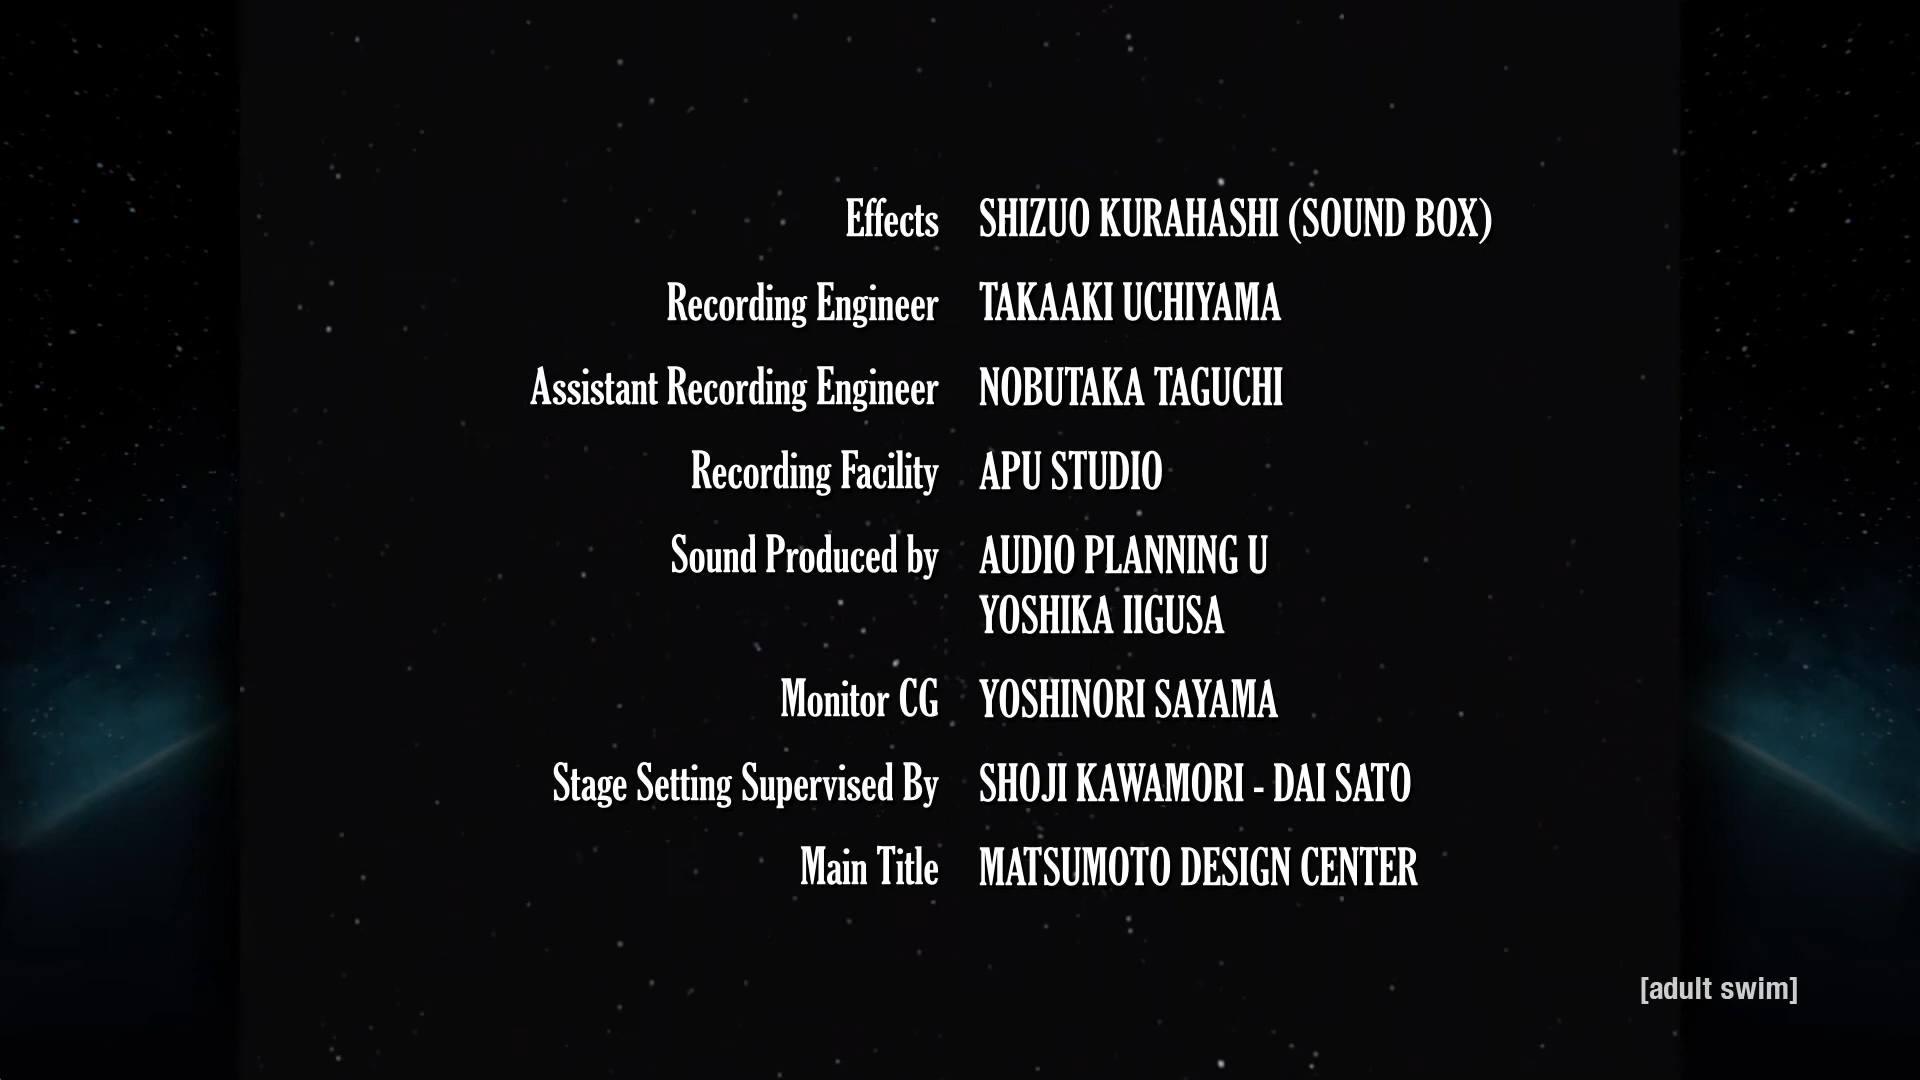 Effects SHIZUO KURAHASHI (SOUND BOX)
Recording Engineer TAKAAKI UCHIYAMA
Assistant Recording Engineer NOBUTAKA TAGUCHI
Recording Facility APU STUDIO
Sound Produced by AUDIO PLANNING U
YOSHIKA IIGUSA
Monitor CG YOSHINORI SAYAMA
Stage Setting Supervised By SHOJI KAWAMORI - DAI SATO
Main Title MATSUMOTO DESIGN CENTER
[adult swim]